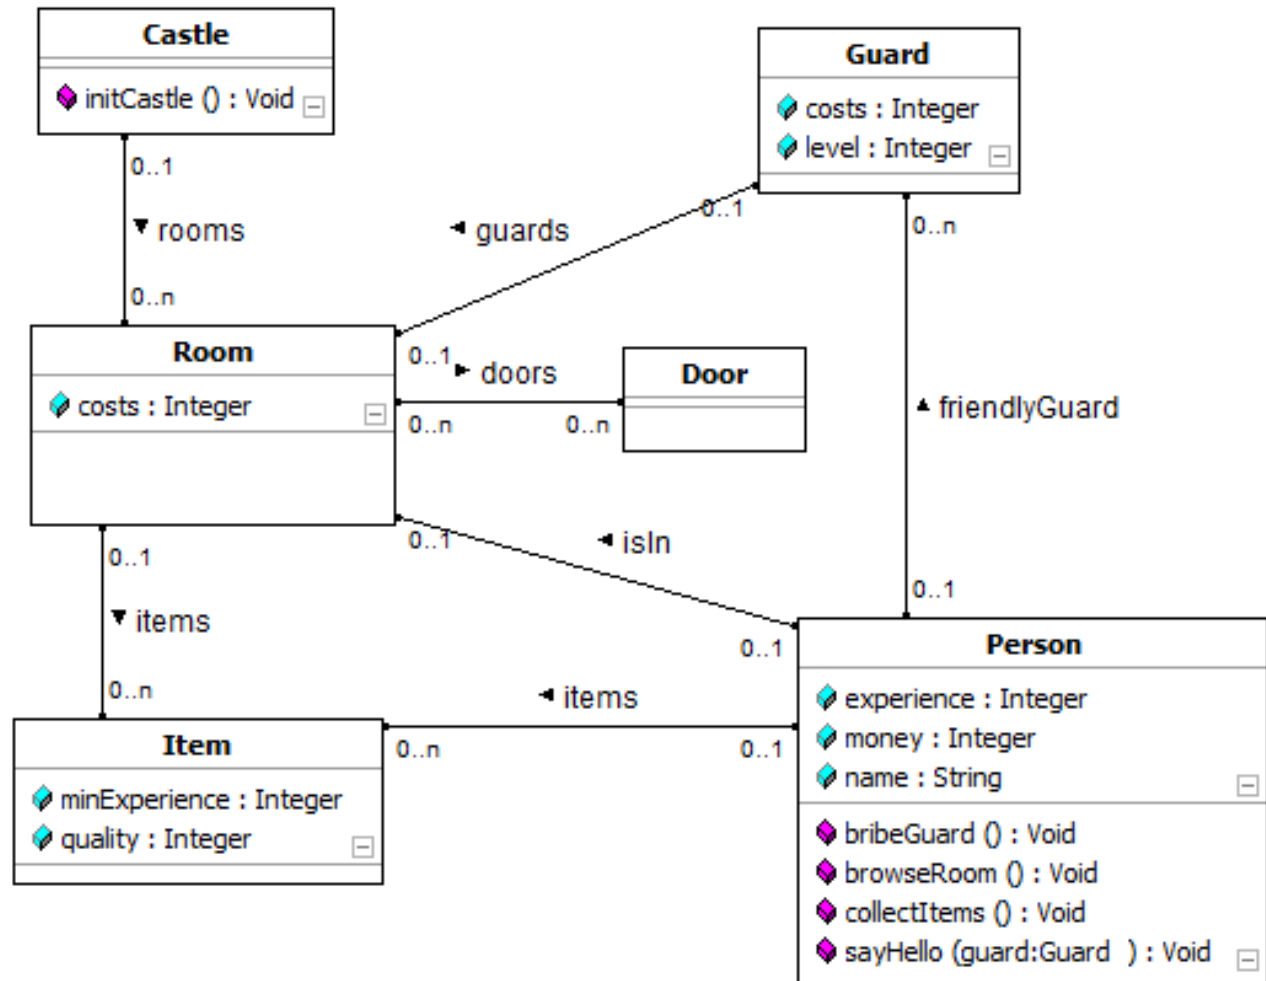 Castle
initCastle () : Void
0..1
rooms
0..n
Guard
costs : Integer
level : Integer
0..1
guards
0..1
0..n
friendlyGuard
0..1
Room
costs : Integer
doors
0..n
0..n
Door
0..1
isIn
0..1
0..1
items
0..n
items
0..n
0..1
Item
minExperience : Integer
quality : Integer
Person
experience : Integer
money : Integer
name : String
bribeGuard () : Void
browseRoom () : Void
collectItems () : Void
sayHello (guard:Guard  ) : Void